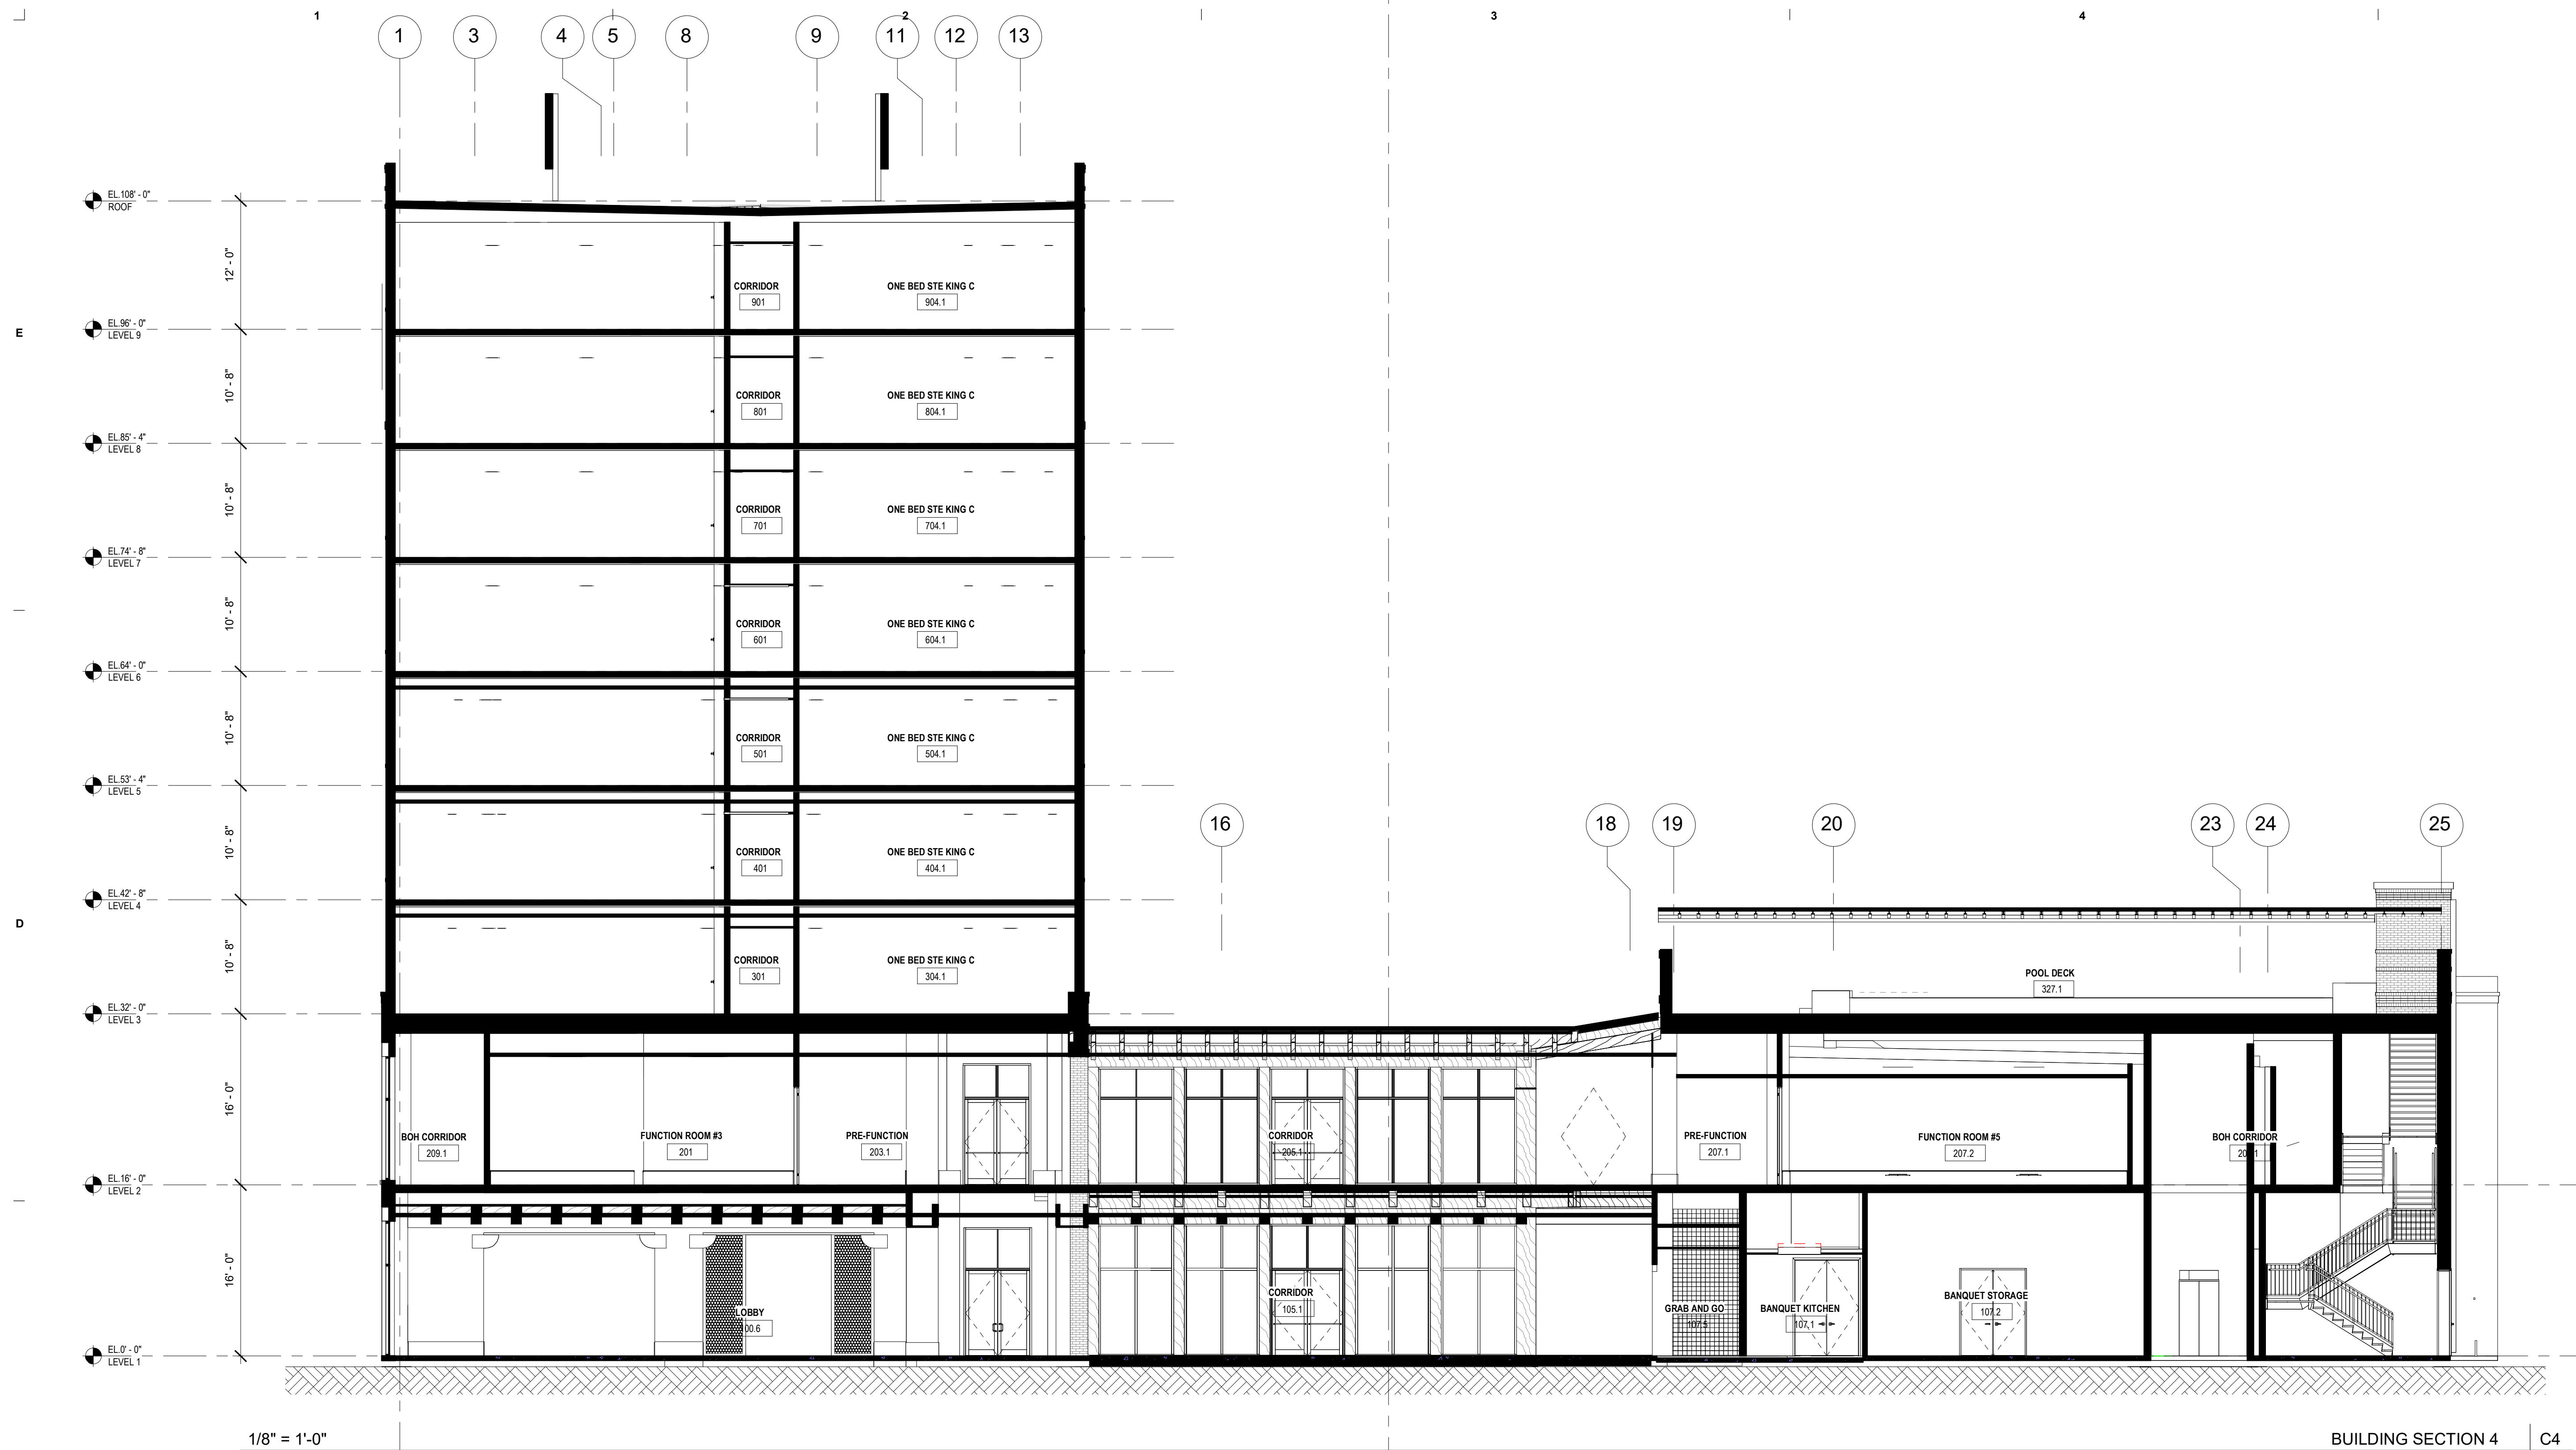 1 2 3 4
1 3 4 5 8 9 11 12 13
EL.108' - 0"
ROOF
12' - 0"
CORRIDOR
901
ONE BED STE KING C
904.1
EL.96' - 0"
LEVEL 9
E
10' - 8"
CORRIDOR
801
ONE BED STE KING C
804.1
EL.85' - 4"
LEVEL 8
10' - 8"
CORRIDOR
701
ONE BED STE KING C
704.1
EL.74' - 8"
LEVEL 7
10' - 8"
CORRIDOR
601
ONE BED STE KING C
604.1
EL.64' - 0"
LEVEL 6
10' - 8"
CORRIDOR
501
ONE BED STE KING C
504.1
EL.53' - 4"
LEVEL 5
16 18 19 20 23 24 25
10' - 8"
CORRIDOR
401
ONE BED STE KING C
404.1
EL.42' - 8"
LEVEL 4
D
10' - 8"
CORRIDOR
301
ONE BED STE KING C
304.1
POOL DECK
327.1
EL.32' - 0"
LEVEL 3
16' - 0"
BOH CORRIDOR
209.1
FUNCTION ROOM #3
201
PRE-FUNCTION
203.1
CORRIDOR
205.1
PRE-FUNCTION
207.1
FUNCTION ROOM #5
207.2
BOH CORRIDOR
EL.16' - 0"
LEVEL 2
16' - 0"
LOBBY
CORRIDOR
105.1
GRAB AND GO
107.5
BANQUET KITCHEN
107.1
BANQUET STORAGE
107.2
EL.0' - 0"
LEVEL 1
1/8" = 1'-0"
BUILDING SECTION 4
C4